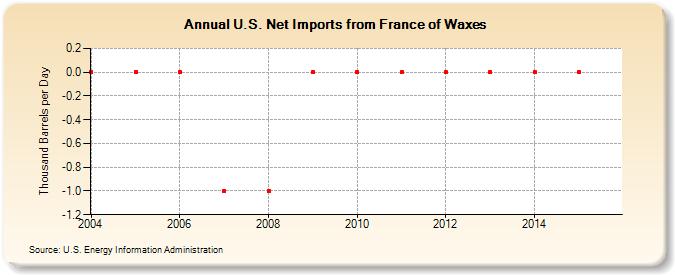 Annual U.S. Net Imports from France of Waxes
Thousand Barrels per Day
0.2
0.0
-0.2
-0.4
-0.6
-0.8
-1.0
-1.2
2004 2006 2008 2010 2012 2014
Source: U.S. Energy Information Administration